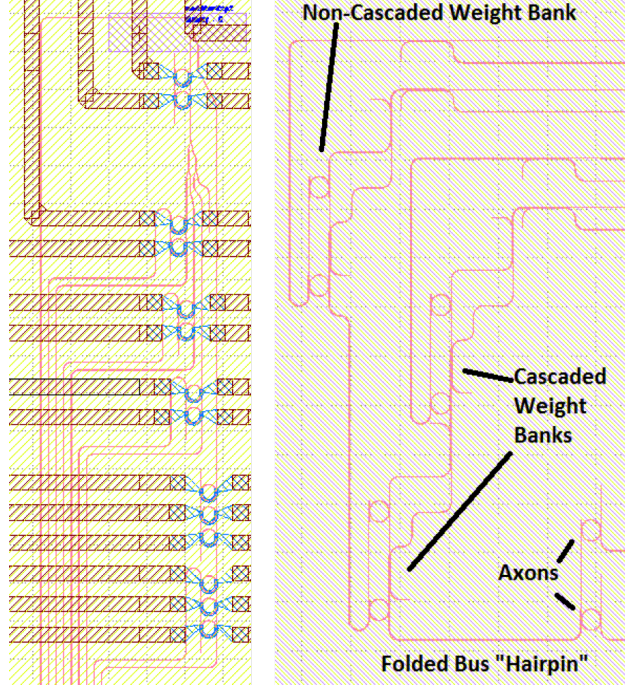 Non-Cascaded Weight Bank
Cascaded
Weight
Banks
Axons
Folded Bus "Hairpin"